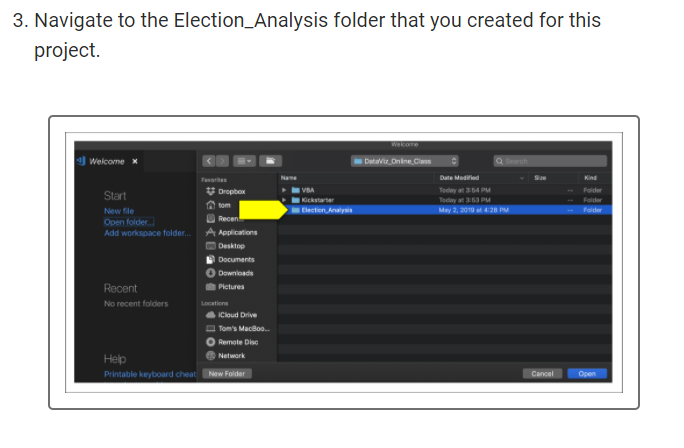 3. Navigate to the Election_Analysis folder that you created for this
project.
Welcome
Welcome ×
DataViz_Online_Class
Search
Favorites
Dropbox
tom
Applications
Desktop
Documents
Downloads
Pictures
Locations
iCloud Drive
Tom's MacBoo...
Remote Disc
Network
Name Date Modified Size Kind
VBA Today at 3:54 PM -- Folder
Kickstarter Today at 3:53 PM -- Folder
Election_Analysis May 2, 2019 at 4:28 PM -- Folder
Start
New file
Open folder...
Add workspace folder...
Recent
No recent folders
Help
Printable keyboard cheat
New Folder
Cancel
Open